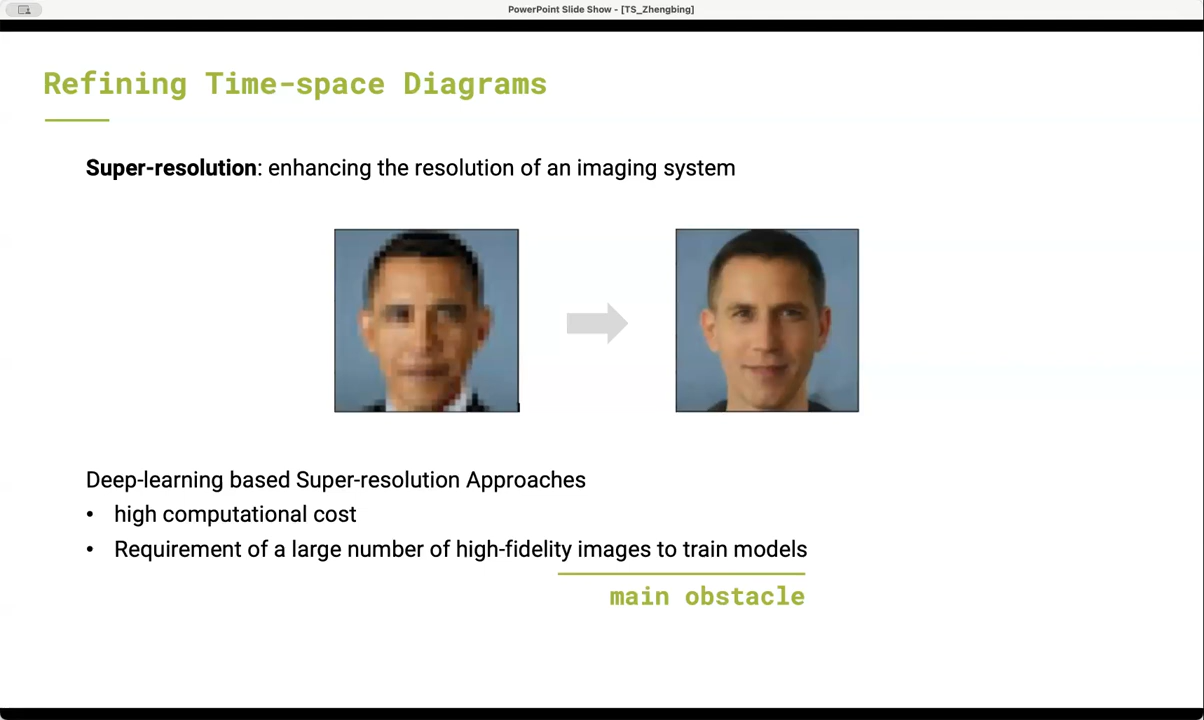 PowerPoint Slide Show - [TS_Zhengbing]
Refining Time-space Diagrams
Super-resolution: enhancing the resolution of an imaging system
Deep-learning based Super-resolution Approaches
• high computational cost
• Requirement of a large number of high-fidelity images to train models
main obstacle